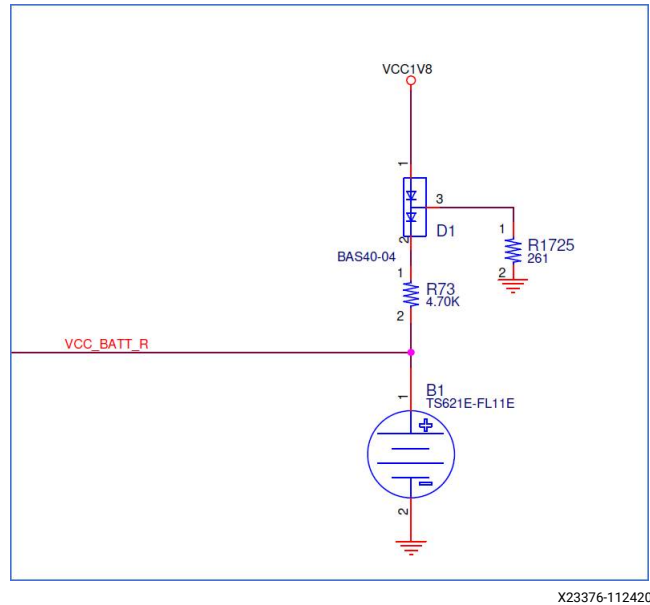 VCC1V8
1
3
D1
2
BAS40-04
1
R1725
261
2
1
R73
4.70K
2
VCC_BATT_R
B1
TS621E-FL11E
1
2
X23376-112420